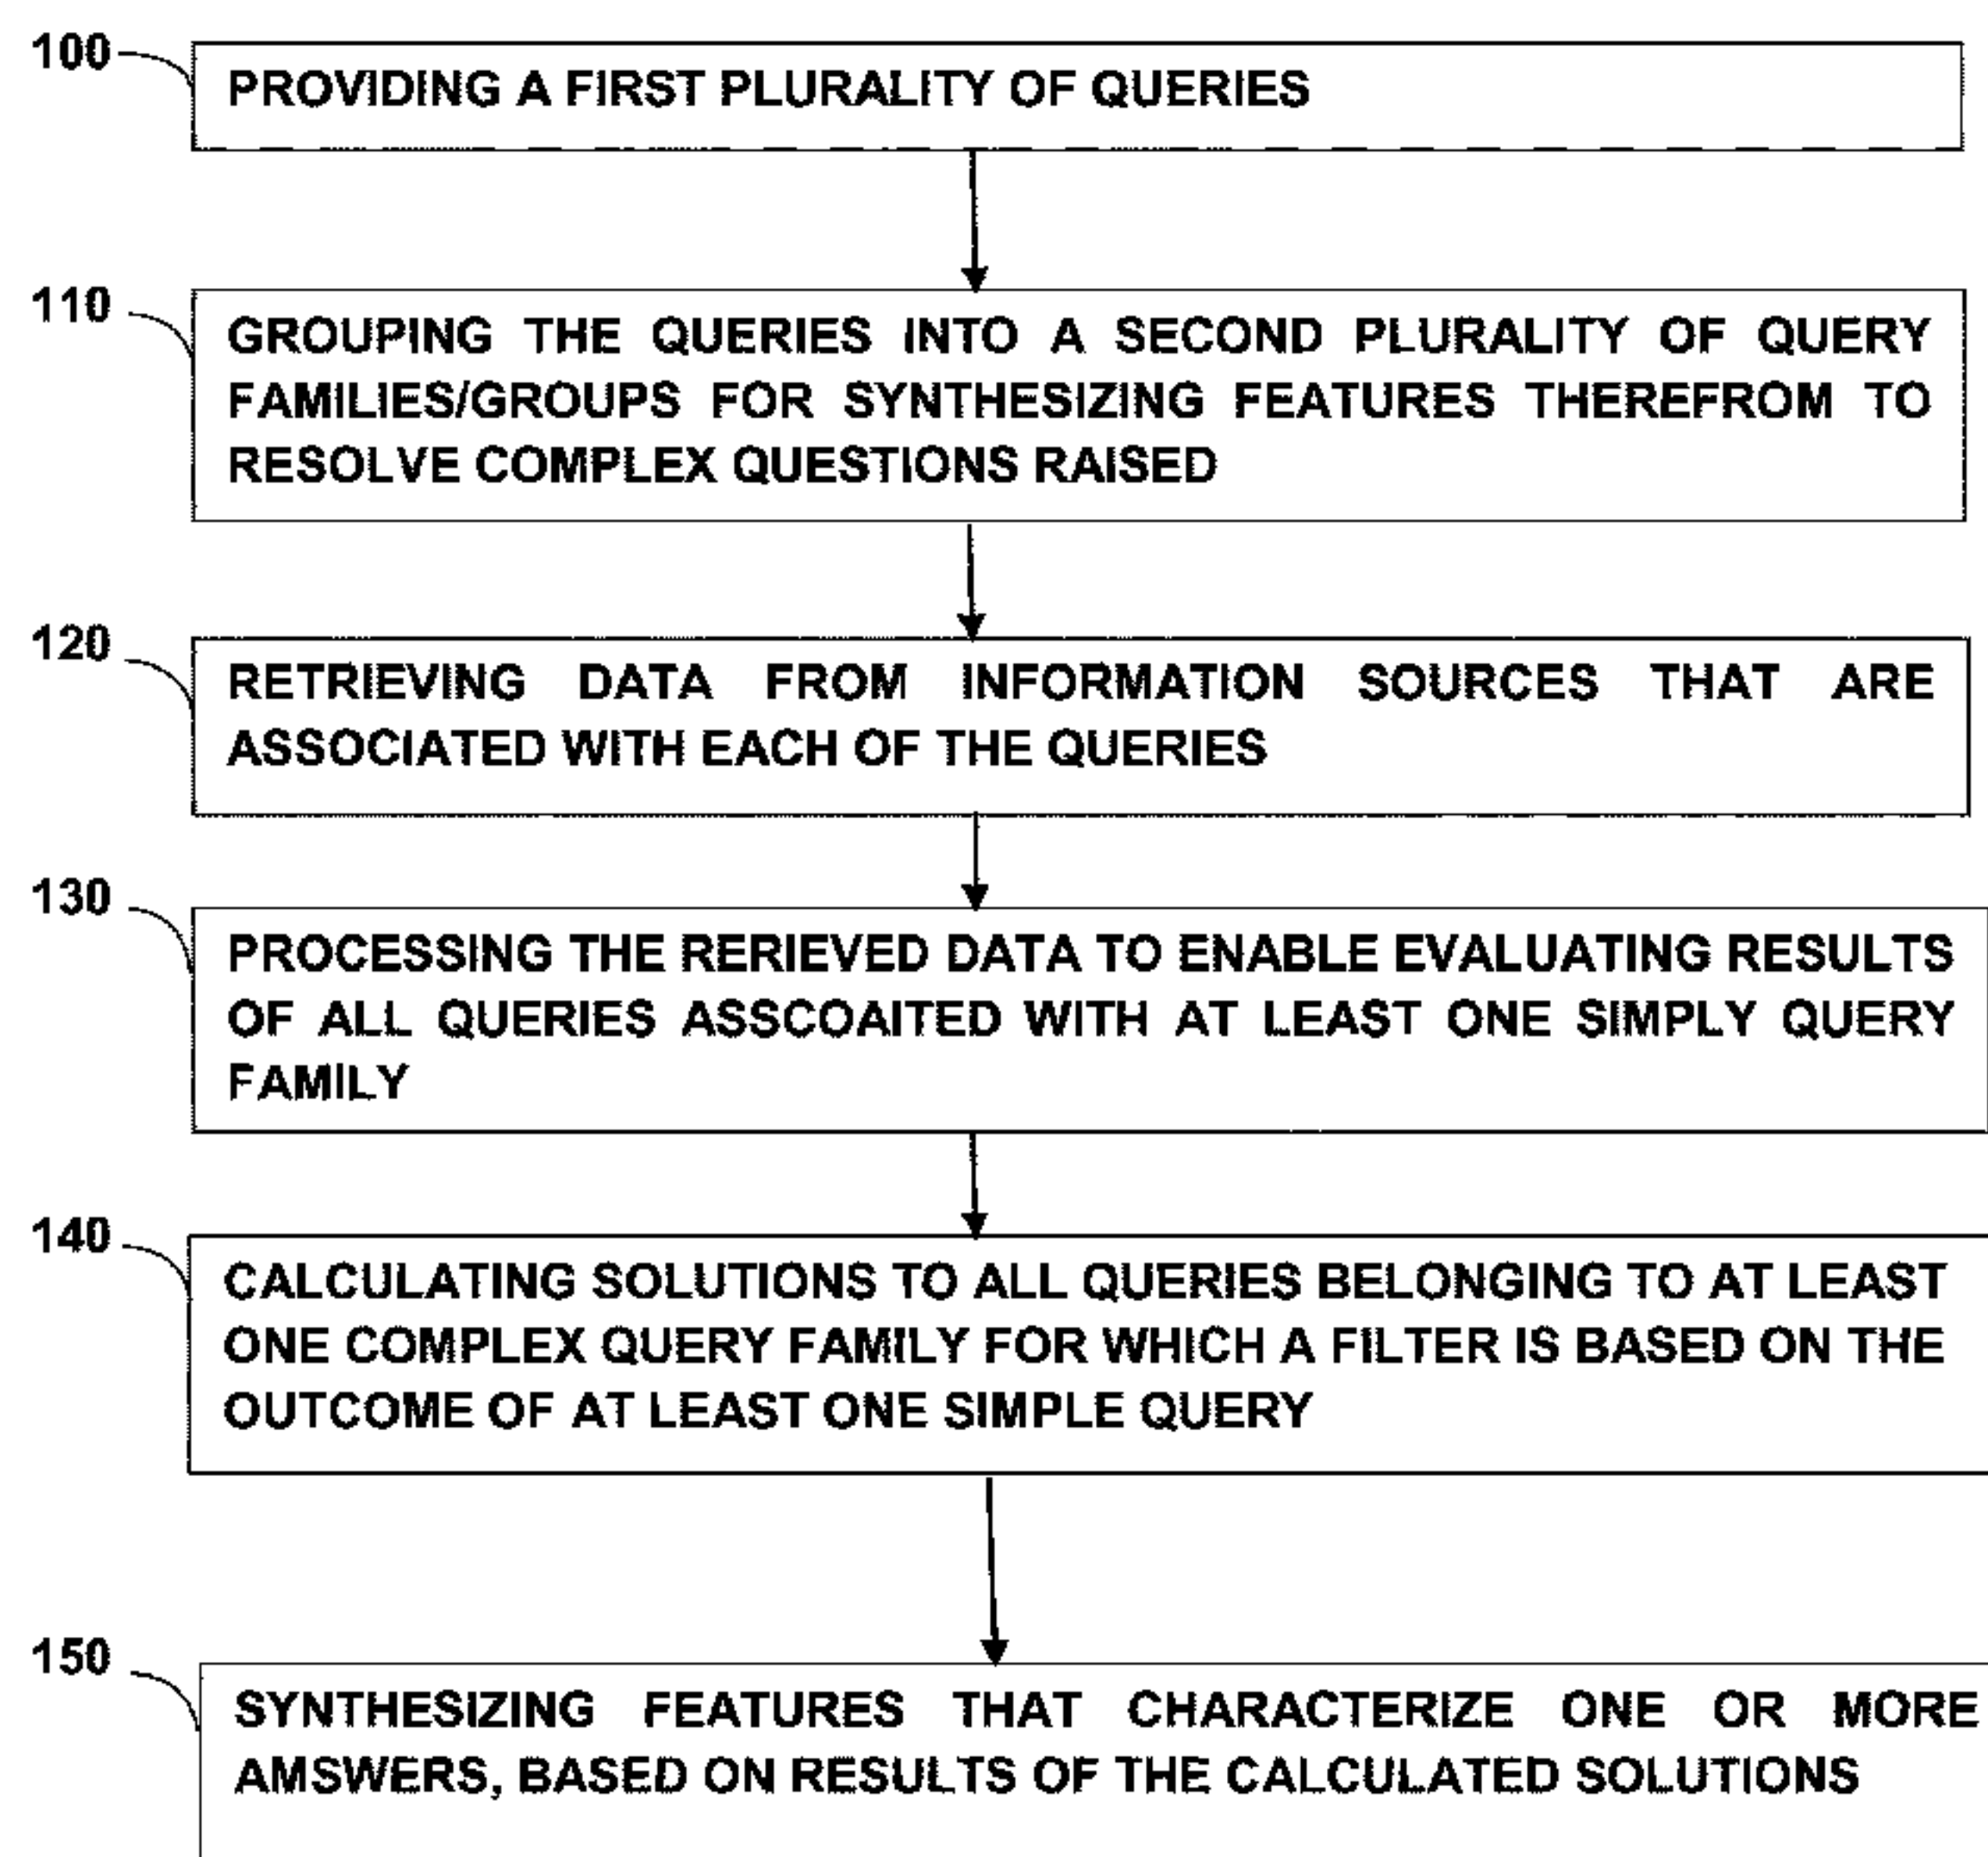 100
PROVIDING A FIRST PLURALITY OF QUERIES
110
GROUPING THE QUERIES INTO A SECOND PLURALITY OF QUERY
FAMILIES/GROUPS FOR SYNTHESIZING FEATURES THEREFROM TO
RESOLVE COMPLEX QUESTIONS RAISED
120
RETRIEVING DATA FROM INFORMATION SOURCES THAT ARE
ASSOCIATED WITH EACH OF THE QUERIES
130
PROCESSING THE RERIEVED DATA TO ENABLE EVALUATING RESULTS
OF ALL QUERIES ASSCOAITED WITH AT LEAST ONE SIMPLY QUERY
FAMILY
140
CALCULATING SOLUTIONS TO ALL QUERIES BELONGING TO AT LEAST
ONE COMPLEX QUERY FAMILY FOR WHICH A FILTER IS BASED ON THE
OUTCOME OF AT LEAST ONE SIMPLE QUERY
150
SYNTHESIZING FEATURES THAT CHARACTERIZE ONE OR MORE
AMSWERS, BASED ON RESULTS OF THE CALCULATED SOLUTIONS